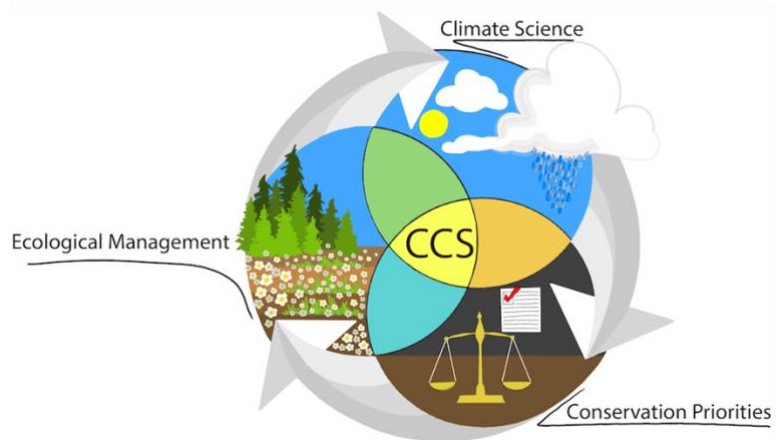 Climate Science
Ecological Management
CCS
Conservation Priorities